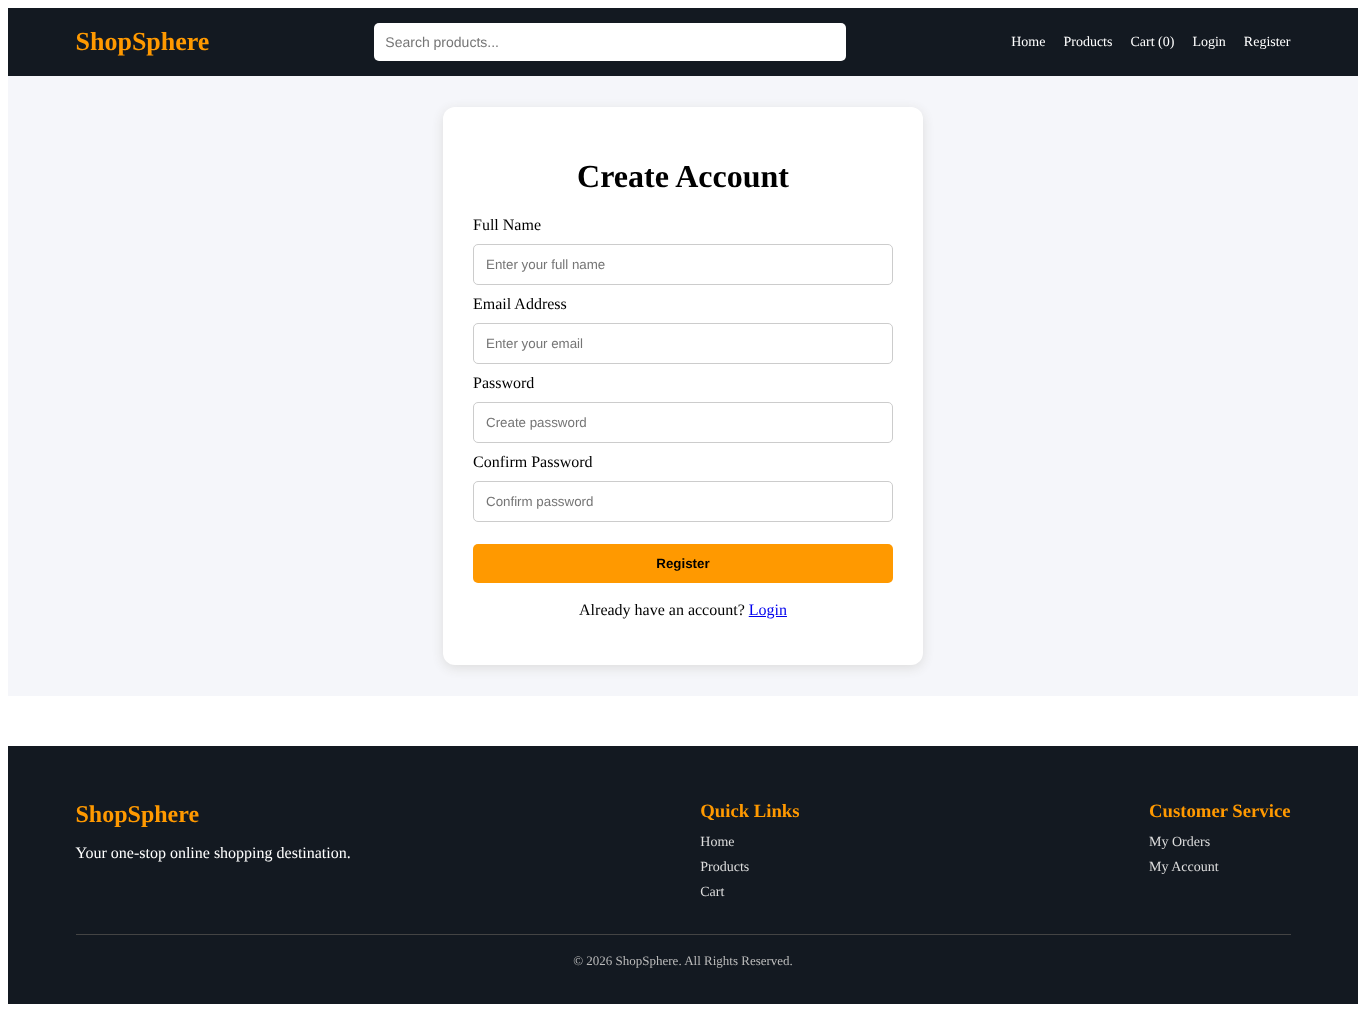 ShopSphere
Search products...
Home Products Cart (0) Login Register
Create Account
Full Name
Enter your full name
Email Address
Enter your email
Password
Create password
Confirm Password
Confirm password
Register
Already have an account? Login
ShopSphere
Your one-stop online shopping destination.
Quick Links
Home
Products
Cart
Customer Service
My Orders
My Account
© 2026 ShopSphere. All Rights Reserved.